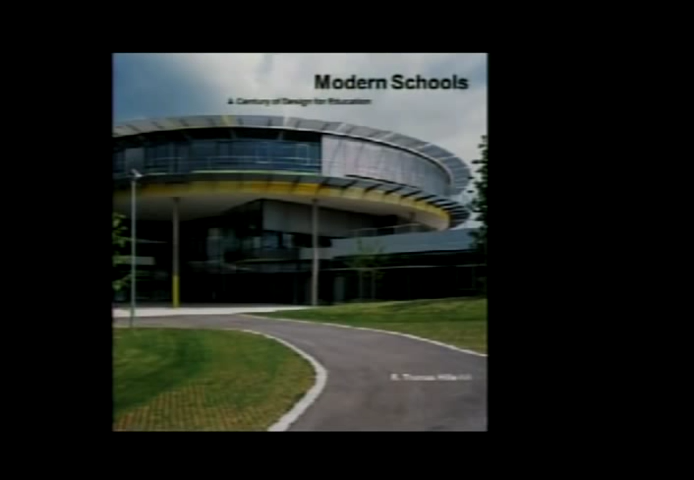 Modern Schools
A Century of Design for Education
R. Thomas Hille